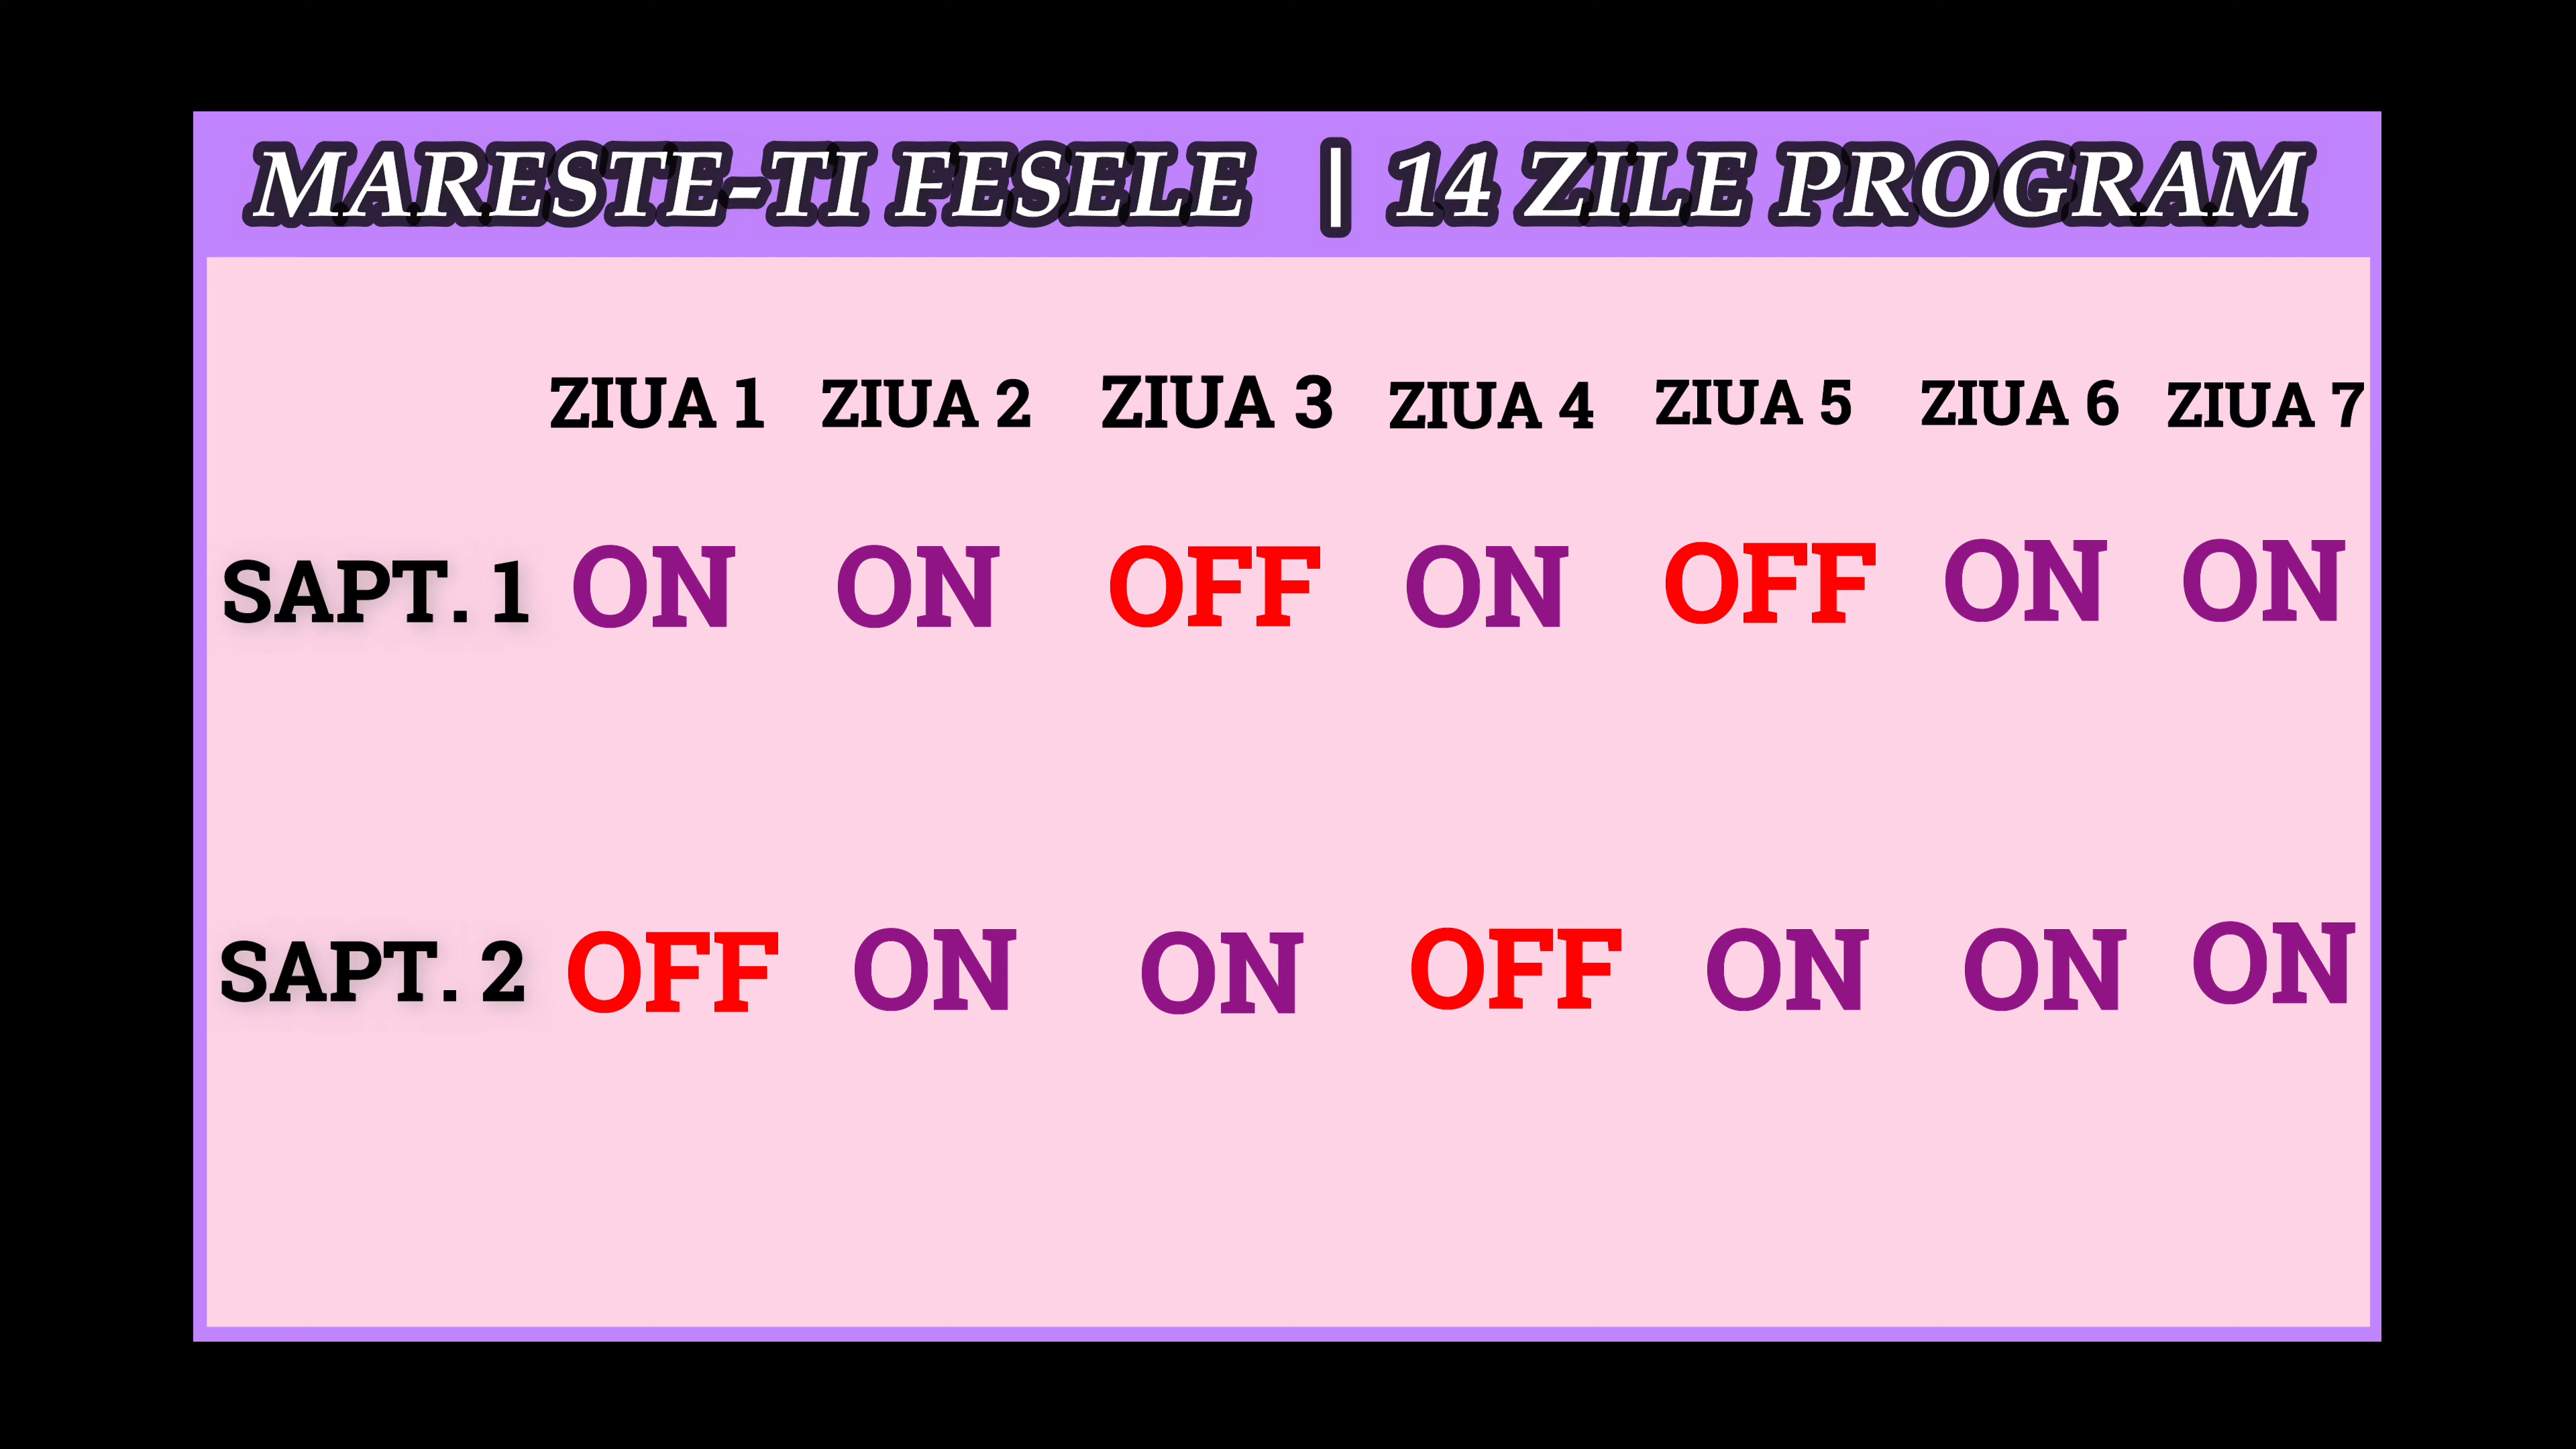 MARESTE-TI FESELE | 14 ZILE PROGRAM
ZIUA 1 ZIUA 2 ZIUA 3 ZIUA 4 ZIUA 5 ZIUA 6 ZIUA 7
SAPT. 1 ON ON OFF ON OFF ON ON
SAPT. 2 OFF ON ON OFF ON ON ON